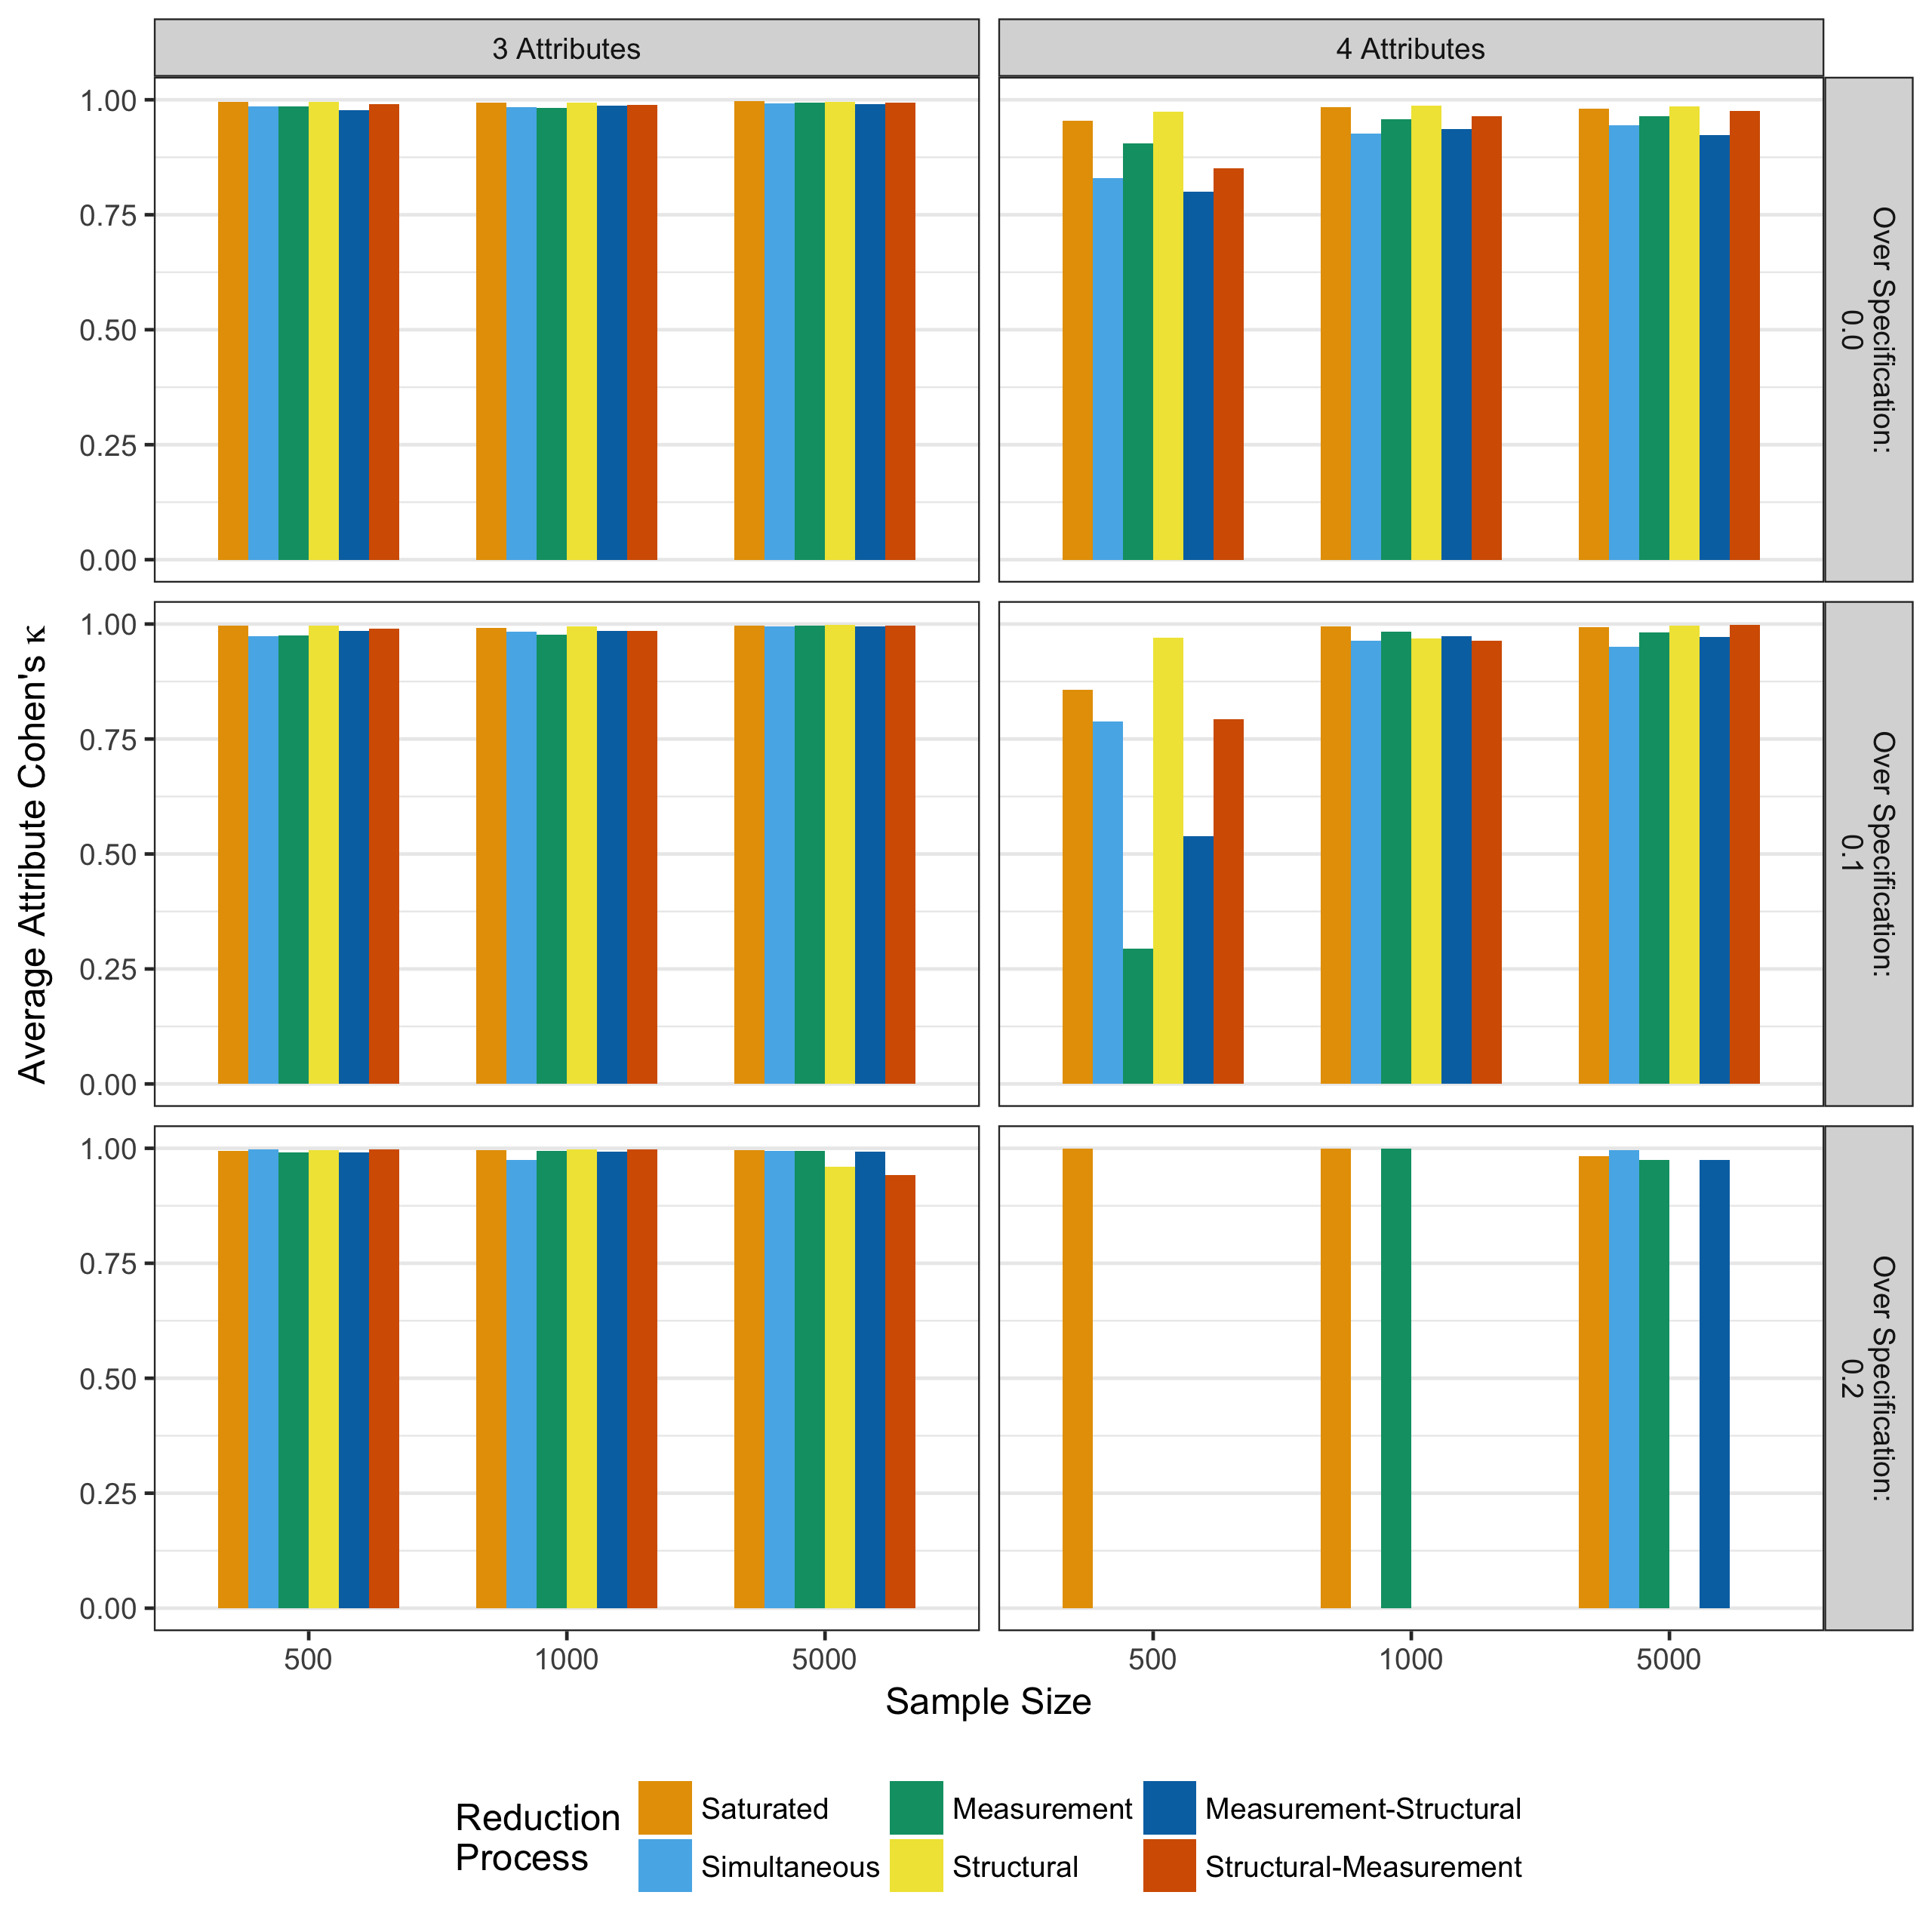 3 Attributes
4 Attributes
1.00
0.75
0.50
0.25
0.00
Over Specification:
0.0
Average Attribute Cohen's κ
1.00
0.75
0.50
0.25
0.00
Over Specification:
0.1
1.00
0.75
0.50
0.25
0.00
Over Specification:
0.2
500
1000
5000
500
1000
5000
Sample Size
Reduction
Process
Saturated
Measurement
Measurement-Structural
Simultaneous
Structural
Structural-Measurement